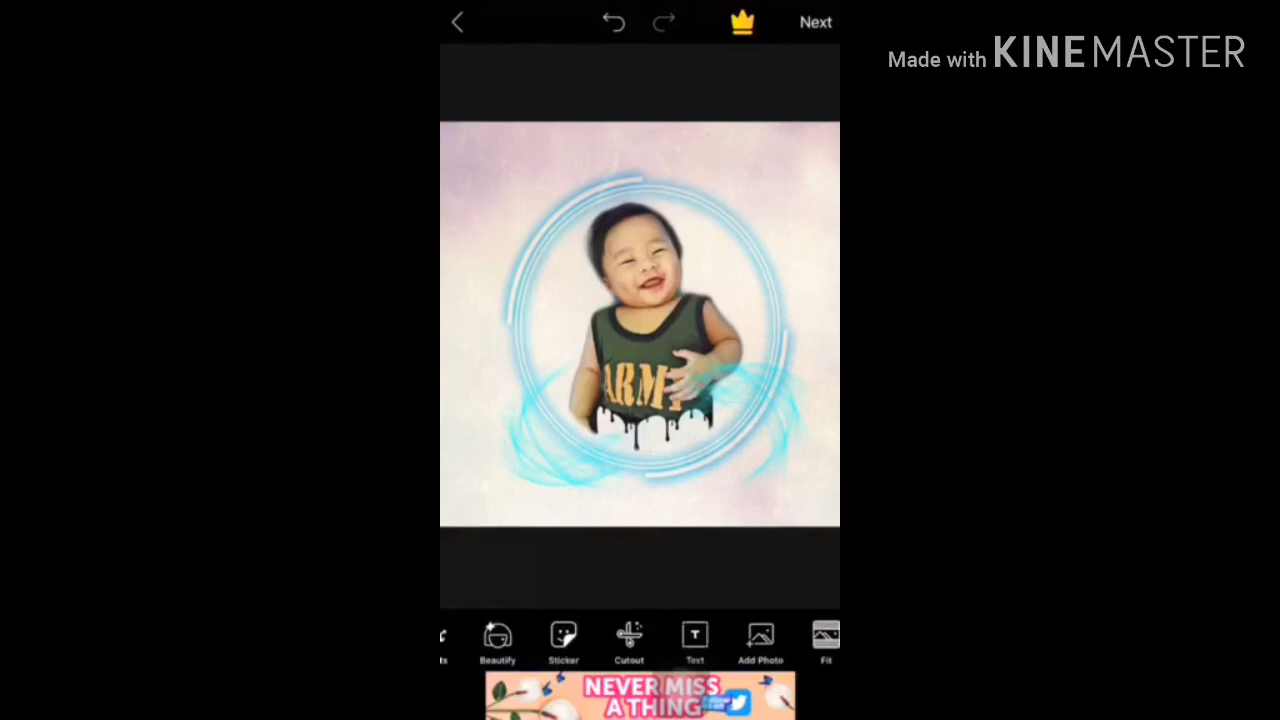 Next
Made with KINEMASTER
ARMY
Beautify
Sticker
Cutout
Text
Add Photo
Fit
NEVER MISS
A THING